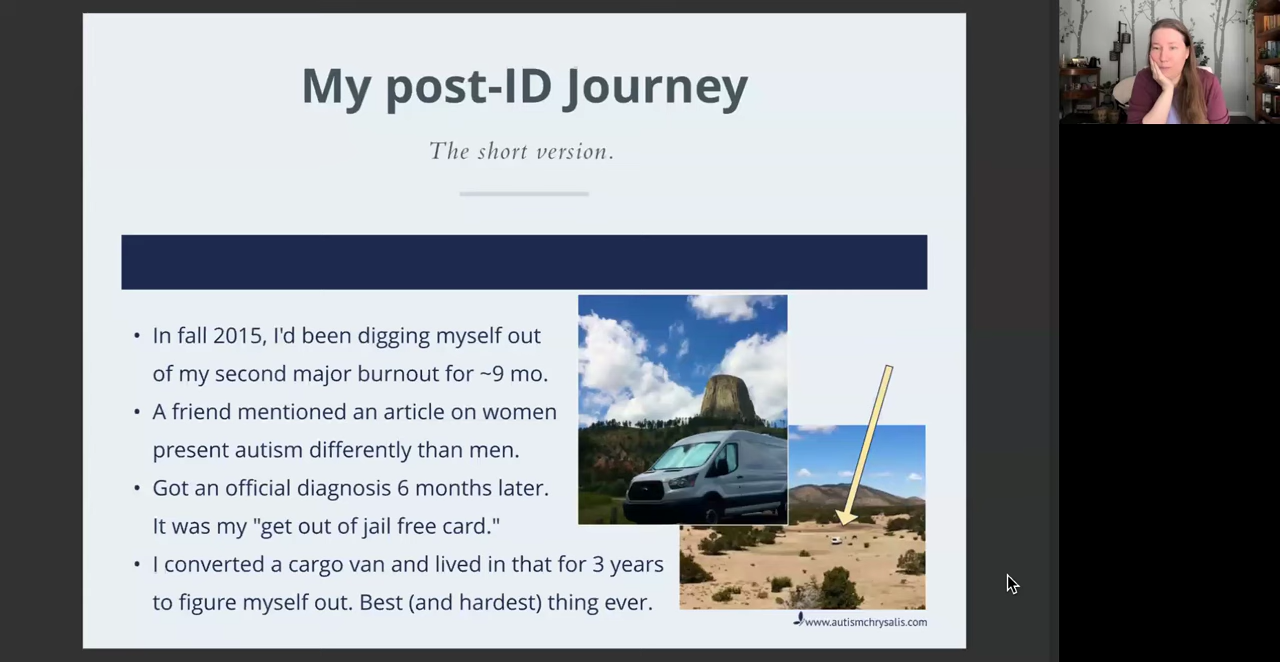 My post-ID Journey
The short version.
• In fall 2015, I'd been digging myself out
of my second major burnout for ~9 mo.
• A friend mentioned an article on women
present autism differently than men.
• Got an official diagnosis 6 months later.
It was my "get out of jail free card."
• I converted a cargo van and lived in that for 3 years
to figure myself out. Best (and hardest) thing ever.
www.autismchrysalis.com